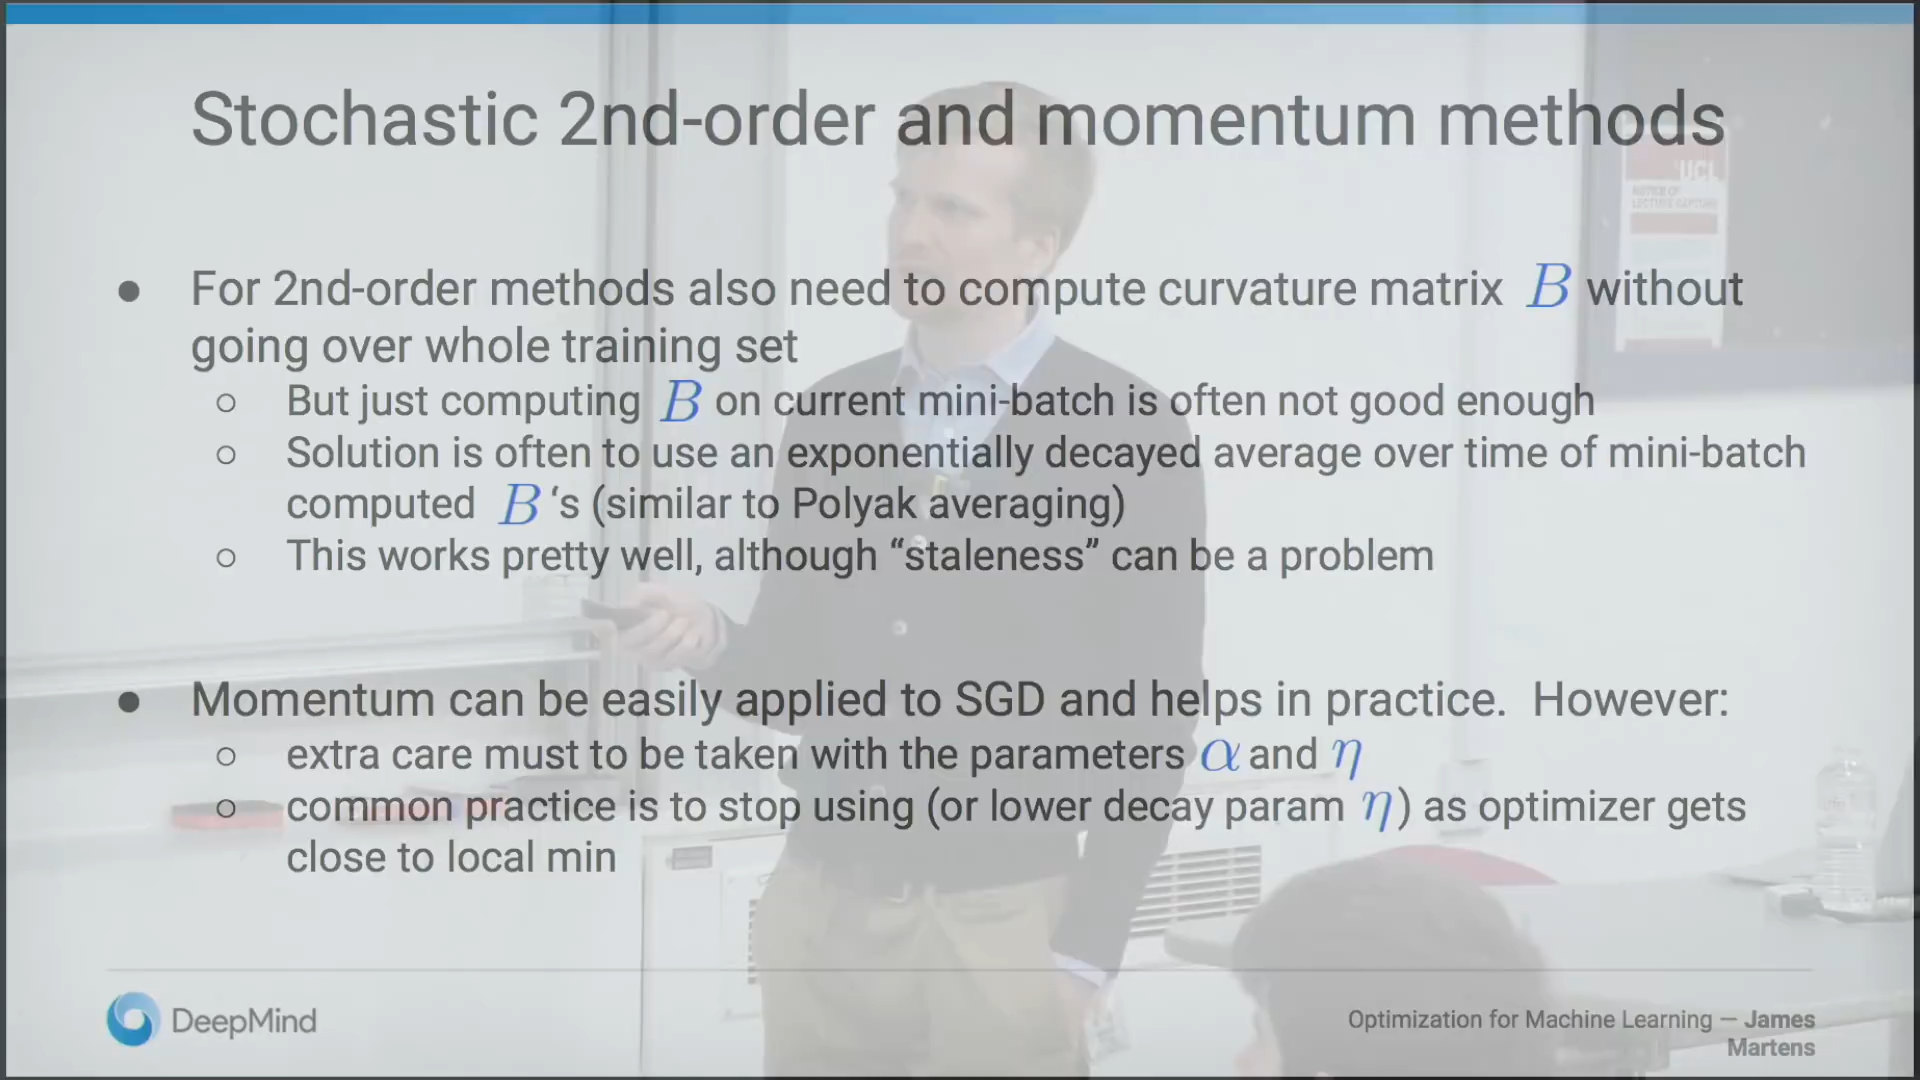 Stochastic 2nd-order and momentum methods
UCL
NOTICE OF
LECTURE CAPTURE
● For 2nd-order methods also need to compute curvature matrix B without
going over whole training set
○ But just computing B on current mini-batch is often not good enough
○ Solution is often to use an exponentially decayed average over time of mini-batch
computed B ‘s (similar to Polyak averaging)
○ This works pretty well, although “staleness” can be a problem
● Momentum can be easily applied to SGD and helps in practice. However:
○ extra care must to be taken with the parameters α and η
○ common practice is to stop using (or lower decay param η) as optimizer gets
close to local min
DeepMind
Optimization for Machine Learning — James
Martens